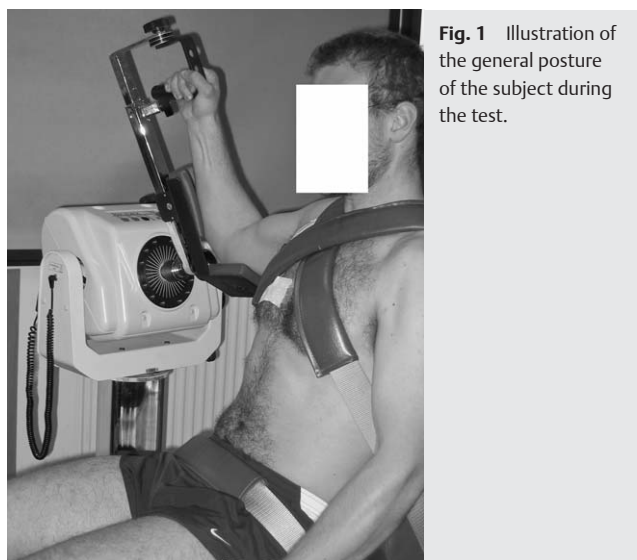 Fig. 1 Illustration of
the general posture
of the subject during
the test.